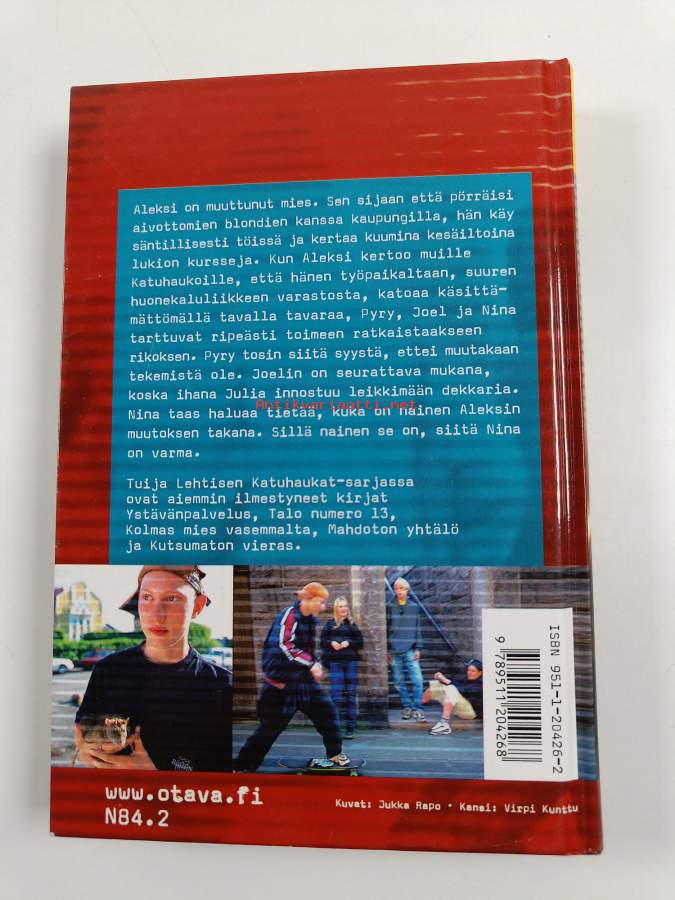 Aleksi on muuttunut mies. Sen sijaan että pörräisi
aivottomien blondien kanssa kaupungilla, hän käy
säntillisesti töissä ja kertaa kuumina kesäiltoina
lukion kursseja. Kun Aleksi kertoo muille
Katuhaukoille, että hänen työpaikaltaan, suuren
huonekaluliikkeen varastosta, katoaa käsittä-
mättömällä tavalla tavaraa, Pyry, Joel ja Nina
tarttuvat ripeästi toimeen ratkaistaakseen
rikoksen. Pyry tosin siitä syystä, ettei muutakaan
tekemistä ole. Joelin on seurattava mukana,
koska ihana Julia innostuu leikkimään dekkaria.
Antikvariaatti.net
Nina taas haluaa tietää, kuka on nainen Aleksin
muutoksen takana. Sillä nainen se on, siitä Nina
on varma.
Tuija Lehtisen Katuhaukat-sarjassa
ovat aiemmin ilmestyneet kirjat
Ystävänpalvelus, Talo numero 13,
Kolmas mies vasemmalta, Mahdoton yhtälö
ja Kutsumaton vieras.
ISBN 951-1-20426-2
9 789511 204268
www.otava.fi
N84.2
Kuvat: Jukka Rapo • Kansi: Virpi Kunttu